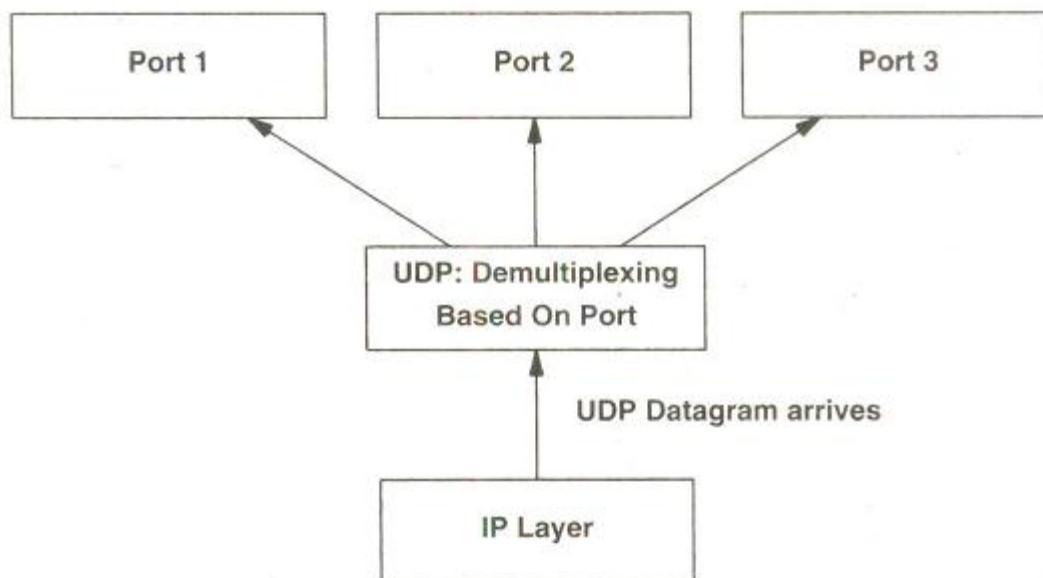 Port 1
Port 2
Port 3
UDP: Demultiplexing
Based On Port
UDP Datagram arrives
IP Layer